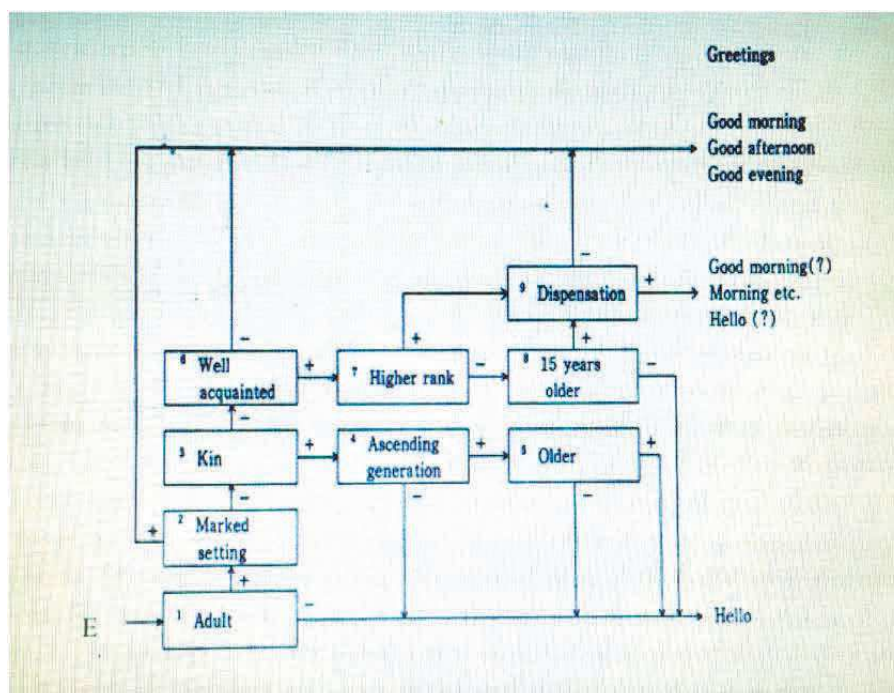 Greetings
Good morning
Good afternoon
Good evening
−
−
9 Dispensation
+
Good morning(?)
Morning etc.
Hello (?)
+
+
−
6 Well
acquainted
+
7 Higher rank
−
8 15 years
older
−
−
3 Kin
+
4 Ascending
generation
+
5 Older
+
−
−
−
+
2 Marked
setting
+
E
1 Adult
−
Hello